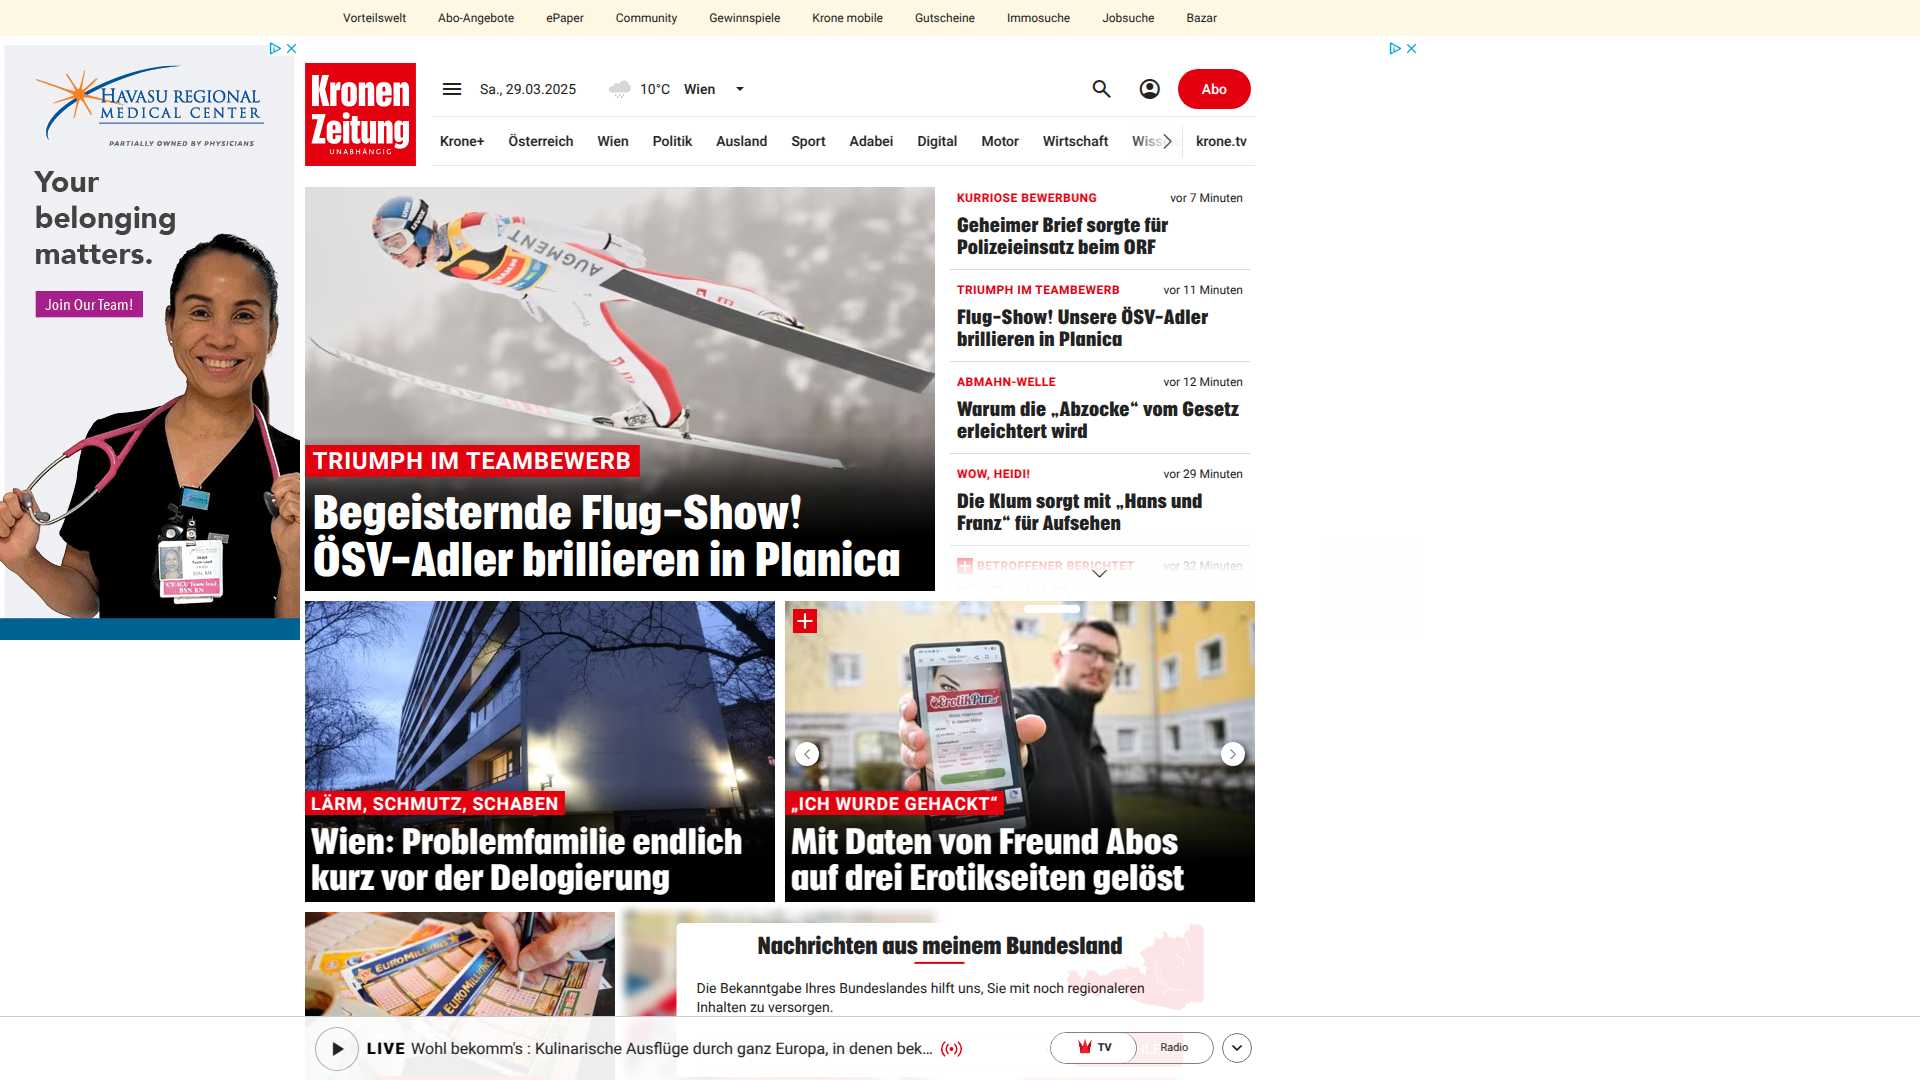 Vorteilswelt Abo-Angebote ePaper Community Gewinnspiele Krone mobile Gutscheine Immosuche Jobsuche Bazar
HAVASU REGIONAL
MEDICAL CENTER
PARTIALLY OWNED BY PHYSICIANS
Your
belonging
matters.
Join Our Team!
Kronen
Zeitung
UNABHÄNGIG
Sa., 29.03.2025 10°C Wien
Abo
Krone+ Österreich Wien Politik Ausland Sport Adabei Digital Motor Wirtschaft Wiss krone.tv
AUGMENT
TRIUMPH IM TEAMBEWERB
Begeisternde Flug-Show!
ÖSV-Adler brillieren in Planica
KURRIOSE BEWERBUNG vor 7 Minuten
Geheimer Brief sorgte für
Polizeieinsatz beim ORF
TRIUMPH IM TEAMBEWERB vor 11 Minuten
Flug-Show! Unsere ÖSV-Adler
brillieren in Planica
ABMAHN-WELLE vor 12 Minuten
Warum die „Abzocke“ vom Gesetz
erleichtert wird
WOW, HEIDI! vor 29 Minuten
Die Klum sorgt mit „Hans und
Franz“ für Aufsehen
BETROFFENER BERICHTET vor 32 Minuten
LÄRM, SCHMUTZ, SCHABEN
Wien: Problemfamilie endlich
kurz vor der Delogierung
ErotikPur
„ICH WURDE GEHACKT“
Mit Daten von Freund Abos
auf drei Erotikseiten gelöst
EUROMILLIONEN
EUROMILLION
Nachrichten aus meinem Bundesland
Die Bekanntgabe Ihres Bundeslandes hilft uns, Sie mit noch regionaleren
Inhalten zu versorgen.
LIVE Wohl bekomm's : Kulinarische Ausflüge durch ganz Europa, in denen bek...
TV Radio